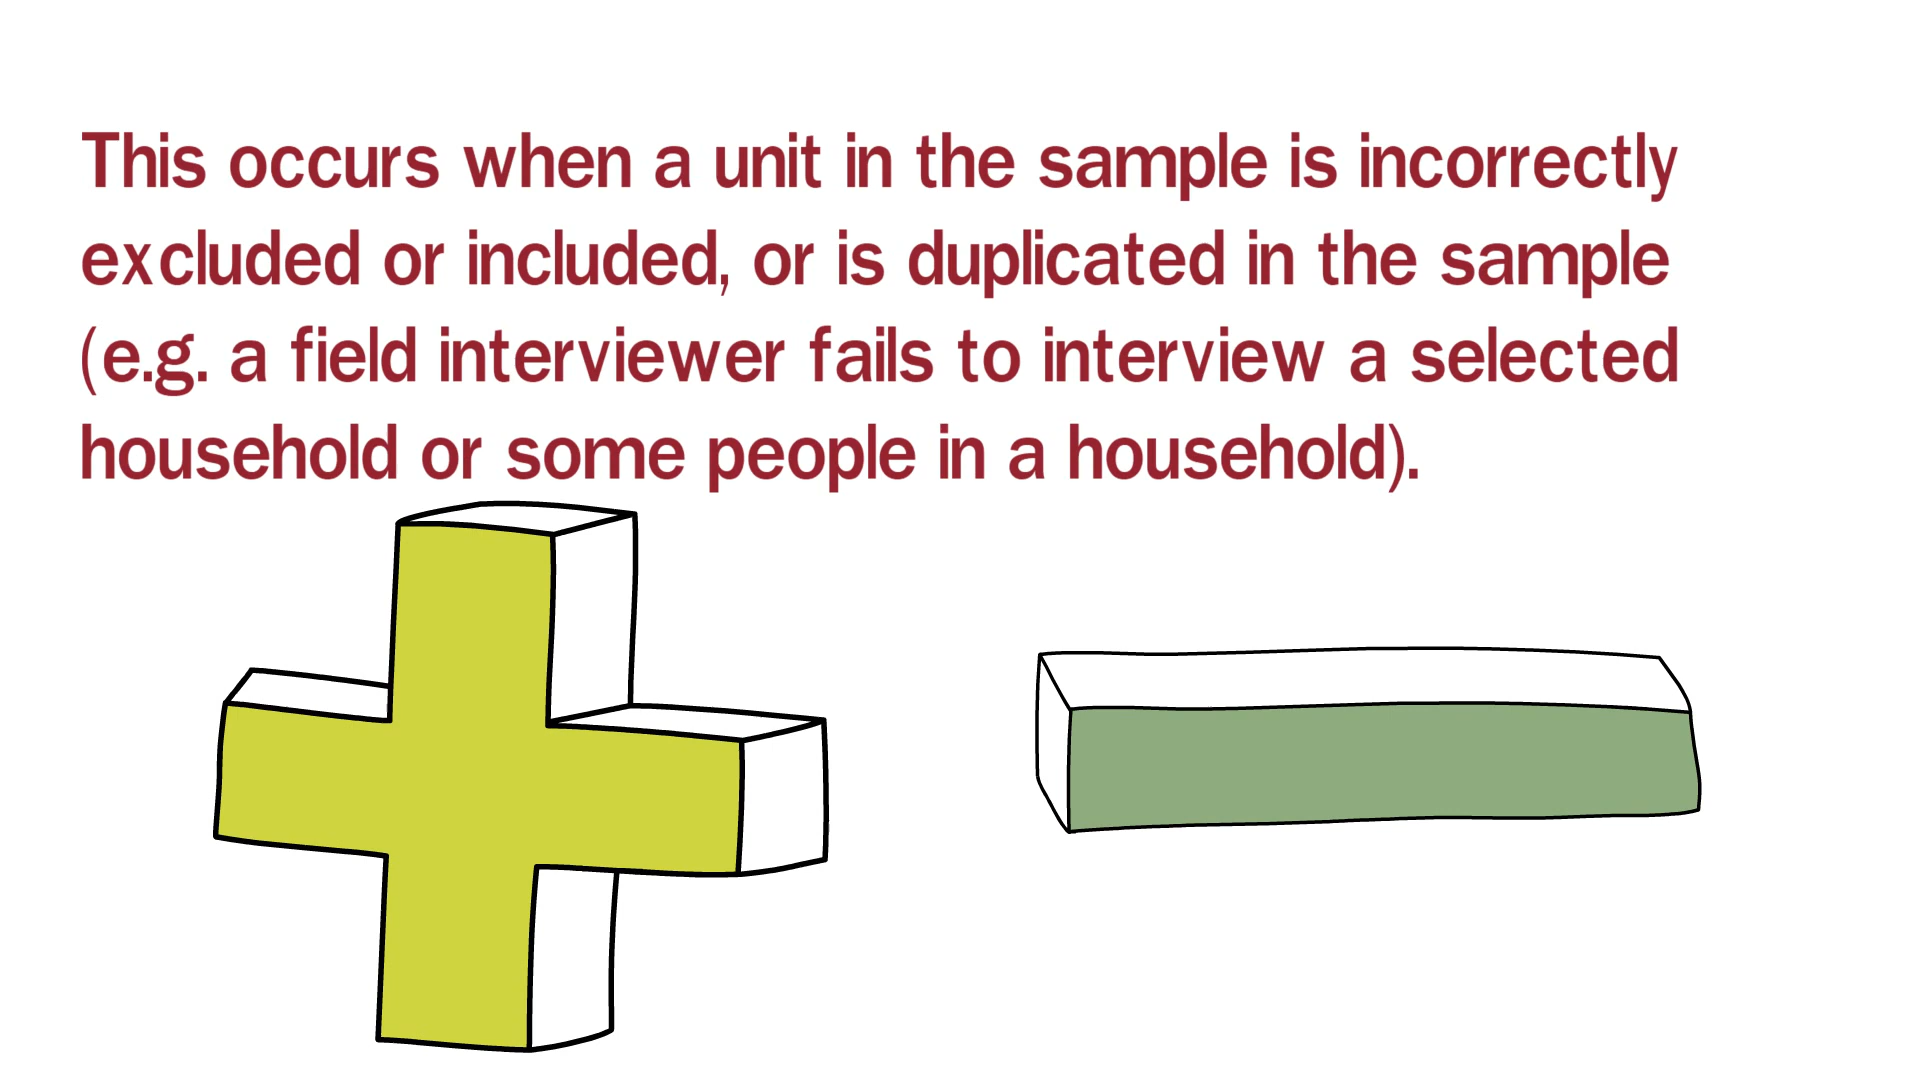 This occurs when a unit in the sample is incorrectly
excluded or included, or is duplicated in the sample
(e.g. a field interviewer fails to interview a selected
household or some people in a household).